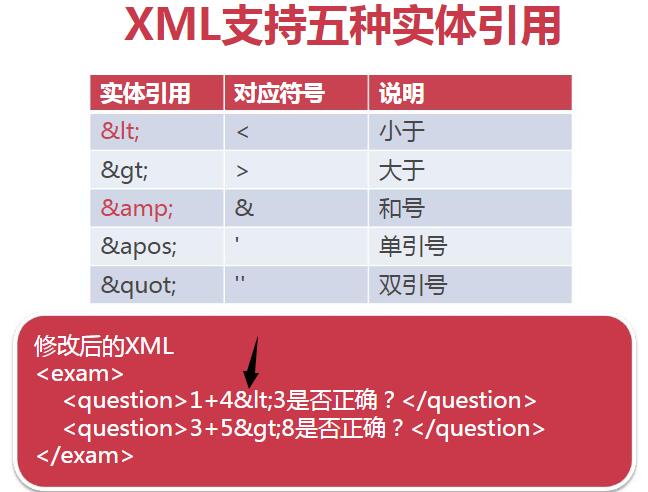 XML支持五种实体引用
实体引用 对应符号 说明
&lt; < 小于
&gt; > 大于
&amp; & 和号
&apos; ' 单引号
&quot; '' 双引号
修改后的XML
<exam>
<question>1+4&lt;3是否正确？</question>
<question>3+5&gt;8是否正确？</question>
</exam>